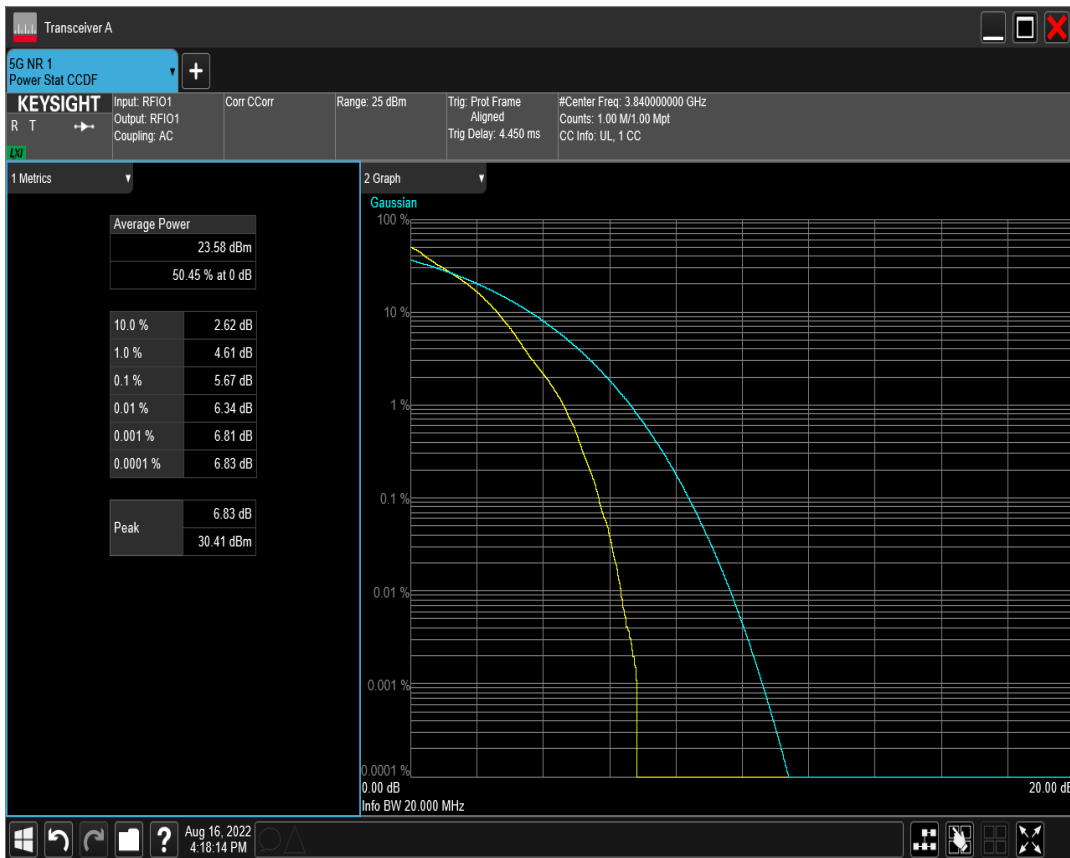 Transceiver A
5G NR 1
Power Stat CCDF
KEYSIGHT
R T
LXI
Input: RFIO1
Output: RFIO1
Coupling: AC
Corr CCorr
Range: 25 dBm
Trig: Prot Frame
Aligned
Trig Delay: 4.450 ms
#Center Freq: 3.840000000 GHz
Counts: 1.00 M/1.00 Mpt
CC Info: UL, 1 CC
1 Metrics
Average Power
23.58 dBm
50.45 % at 0 dB
10.0 % 2.62 dB
1.0 % 4.61 dB
0.1 % 5.67 dB
0.01 % 6.34 dB
0.001 % 6.81 dB
0.0001 % 6.83 dB
Peak
6.83 dB
30.41 dBm
2 Graph
Gaussian
100 %
10 %
1 %
0.1 %
0.01 %
0.001 %
0.0001 %
0.00 dB 20.00 dB
Info BW 20.000 MHz
?
Aug 16, 2022
4:18:14 PM